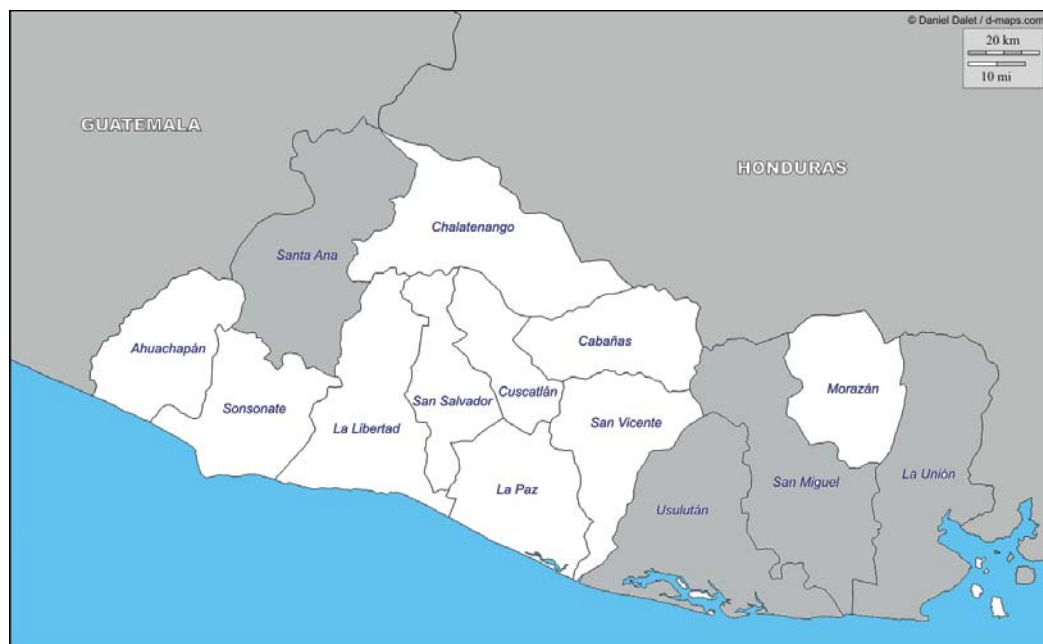 © Daniel Dalet / d-maps.com
20 km
10 mi
GUATEMALA
HONDURAS
Chalatenango
Santa Ana
Cabañas
Ahuachapán
Morazán
Cuscatlán
San Salvador
Sonsonate
San Vicente
La Libertad
La Unión
San Miguel
La Paz
Usulután